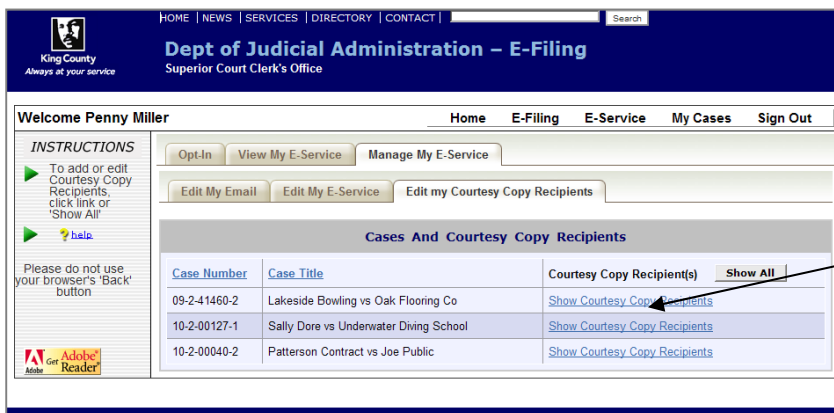 HOME | NEWS | SERVICES | DIRECTORY | CONTACT | Search
King County
Always at your service
Dept of Judicial Administration – E-Filing
Superior Court Clerk's Office
Welcome Penny Miller
Home E-Filing E-Service My Cases Sign Out
INSTRUCTIONS
To add or edit
Courtesy Copy
Recipients,
click link or
'Show All'
? help
Please do not use
your browser's 'Back'
button
Adobe
Get Adobe®
Reader®
Opt-In View My E-Service Manage My E-Service
Edit My Email Edit My E-Service Edit my Courtesy Copy Recipients
Cases And Courtesy Copy Recipients
Case Number Case Title Courtesy Copy Recipient(s) Show All
09-2-41460-2 Lakeside Bowling vs Oak Flooring Co Show Courtesy Copy Recipients
10-2-00127-1 Sally Dore vs Underwater Diving School Show Courtesy Copy Recipients
10-2-00040-2 Patterson Contract vs Joe Public Show Courtesy Copy Recipients